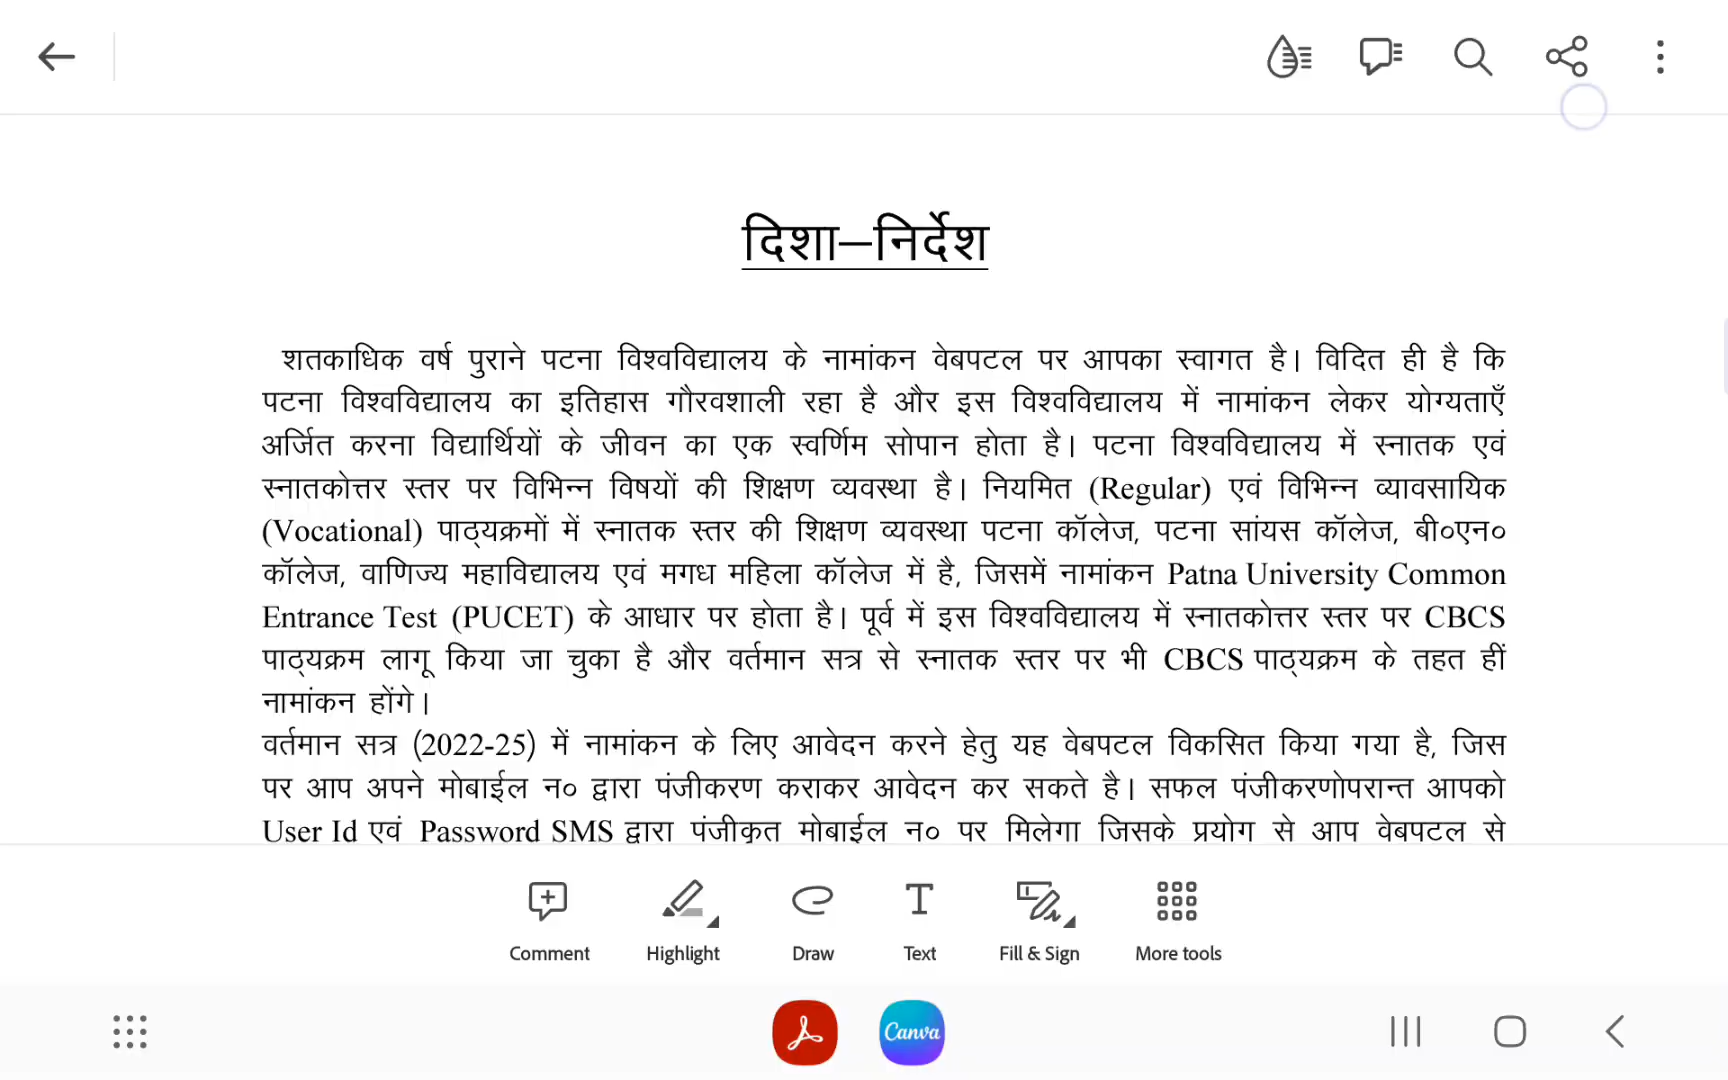 दिशा–निर्देश
शतकाधिक वर्ष पुराने पटना विश्वविद्यालय के नामांकन वेबपटल पर आपका स्वागत है। विदित ही है कि
पटना विश्वविद्यालय का इतिहास गौरवशाली रहा है और इस विश्वविद्यालय में नामांकन लेकर योग्यताएँ
अर्जित करना विद्यार्थियों के जीवन का एक स्वर्णिम सोपान होता है। पटना विश्वविद्यालय में स्नातक एवं
स्नातकोत्तर स्तर पर विभिन्न विषयों की शिक्षण व्यवस्था है। नियमित (Regular) एवं विभिन्न व्यावसायिक
(Vocational) पाठ्यक्रमों में स्नातक स्तर की शिक्षण व्यवस्था पटना कॉलेज, पटना सांयस कॉलेज, बी०एन०
कॉलेज, वाणिज्य महाविद्यालय एवं मगध महिला कॉलेज में है, जिसमें नामांकन Patna University Common
Entrance Test (PUCET) के आधार पर होता है। पूर्व में इस विश्वविद्यालय में स्नातकोत्तर स्तर पर CBCS
पाठ्यक्रम लागू किया जा चुका है और वर्तमान सत्र से स्नातक स्तर पर भी CBCS पाठ्यक्रम के तहत हीं
नामांकन होंगे।
वर्तमान सत्र (2022-25) में नामांकन के लिए आवेदन करने हेतु यह वेबपटल विकसित किया गया है, जिस
पर आप अपने मोबाईल न० द्वारा पंजीकरण कराकर आवेदन कर सकते है। सफल पंजीकरणोपरान्त आपको
User Id एवं Password SMS द्वारा पंजीकृत मोबाईल न० पर मिलेगा जिसके प्रयोग से आप वेबपटल से
Comment Highlight Draw Text Fill & Sign More tools
Canva